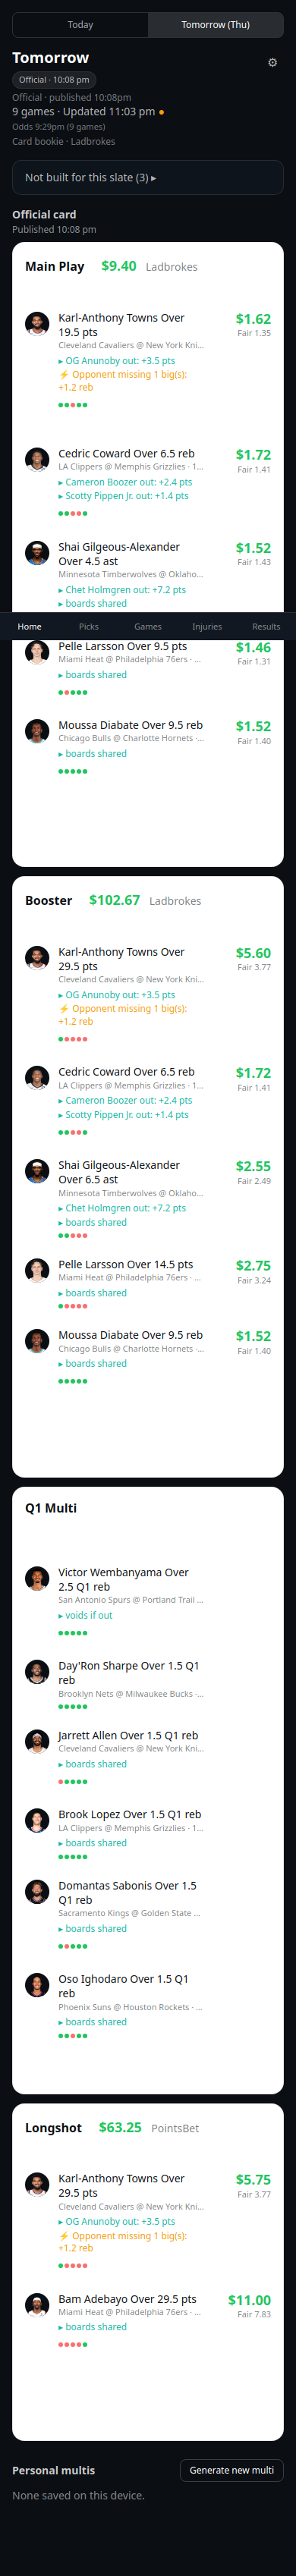 Today
Tomorrow (Thu)
Tomorrow
Official · 10:08 pm
Official · published 10:08pm
9 games · Updated 11:03 pm
Odds 9:29pm (9 games)
Card bookie · Ladbrokes
Not built for this slate (3) ▸
Official card
Published 10:08 pm
Main Play $9.40 Ladbrokes
Karl-Anthony Towns Over
19.5 pts
$1.62
Fair 1.35
Cleveland Cavaliers @ New York Kni...
▸ OG Anunoby out: +3.5 pts
⚡ Opponent missing 1 big(s):
+1.2 reb
Cedric Coward Over 6.5 reb
$1.72
Fair 1.41
LA Clippers @ Memphis Grizzlies · 1...
▸ Cameron Boozer out: +2.4 pts
▸ Scotty Pippen Jr. out: +1.4 pts
Shai Gilgeous-Alexander
Over 4.5 ast
$1.52
Fair 1.43
Minnesota Timberwolves @ Oklaho...
▸ Chet Holmgren out: +7.2 pts
▸ boards shared
Home
Picks
Games
Injuries
Results
Pelle Larsson Over 9.5 pts
$1.46
Fair 1.31
Miami Heat @ Philadelphia 76ers · ...
▸ boards shared
Moussa Diabate Over 9.5 reb
$1.52
Fair 1.40
Chicago Bulls @ Charlotte Hornets ·...
▸ boards shared
Booster $102.67 Ladbrokes
Karl-Anthony Towns Over
29.5 pts
$5.60
Fair 3.77
Cleveland Cavaliers @ New York Kni...
▸ OG Anunoby out: +3.5 pts
⚡ Opponent missing 1 big(s):
+1.2 reb
Cedric Coward Over 6.5 reb
$1.72
Fair 1.41
LA Clippers @ Memphis Grizzlies · 1...
▸ Cameron Boozer out: +2.4 pts
▸ Scotty Pippen Jr. out: +1.4 pts
Shai Gilgeous-Alexander
Over 6.5 ast
$2.55
Fair 2.49
Minnesota Timberwolves @ Oklaho...
▸ Chet Holmgren out: +7.2 pts
▸ boards shared
Pelle Larsson Over 14.5 pts
$2.75
Fair 3.24
Miami Heat @ Philadelphia 76ers · ...
▸ boards shared
Moussa Diabate Over 9.5 reb
$1.52
Fair 1.40
Chicago Bulls @ Charlotte Hornets ·...
▸ boards shared
Q1 Multi
Victor Wembanyama Over
2.5 Q1 reb
San Antonio Spurs @ Portland Trail ...
▸ voids if out
Day'Ron Sharpe Over 1.5 Q1
reb
Brooklyn Nets @ Milwaukee Bucks ·...
Jarrett Allen Over 1.5 Q1 reb
Cleveland Cavaliers @ New York Kni...
▸ boards shared
Brook Lopez Over 1.5 Q1 reb
LA Clippers @ Memphis Grizzlies · 1...
▸ boards shared
Domantas Sabonis Over 1.5
Q1 reb
Sacramento Kings @ Golden State ...
▸ boards shared
Oso Ighodaro Over 1.5 Q1
reb
Phoenix Suns @ Houston Rockets · ...
▸ boards shared
Longshot $63.25 PointsBet
Karl-Anthony Towns Over
29.5 pts
$5.75
Fair 3.77
Cleveland Cavaliers @ New York Kni...
▸ OG Anunoby out: +3.5 pts
⚡ Opponent missing 1 big(s):
+1.2 reb
Bam Adebayo Over 29.5 pts
$11.00
Fair 7.83
Miami Heat @ Philadelphia 76ers · ...
▸ boards shared
Personal multis
Generate new multi
None saved on this device.